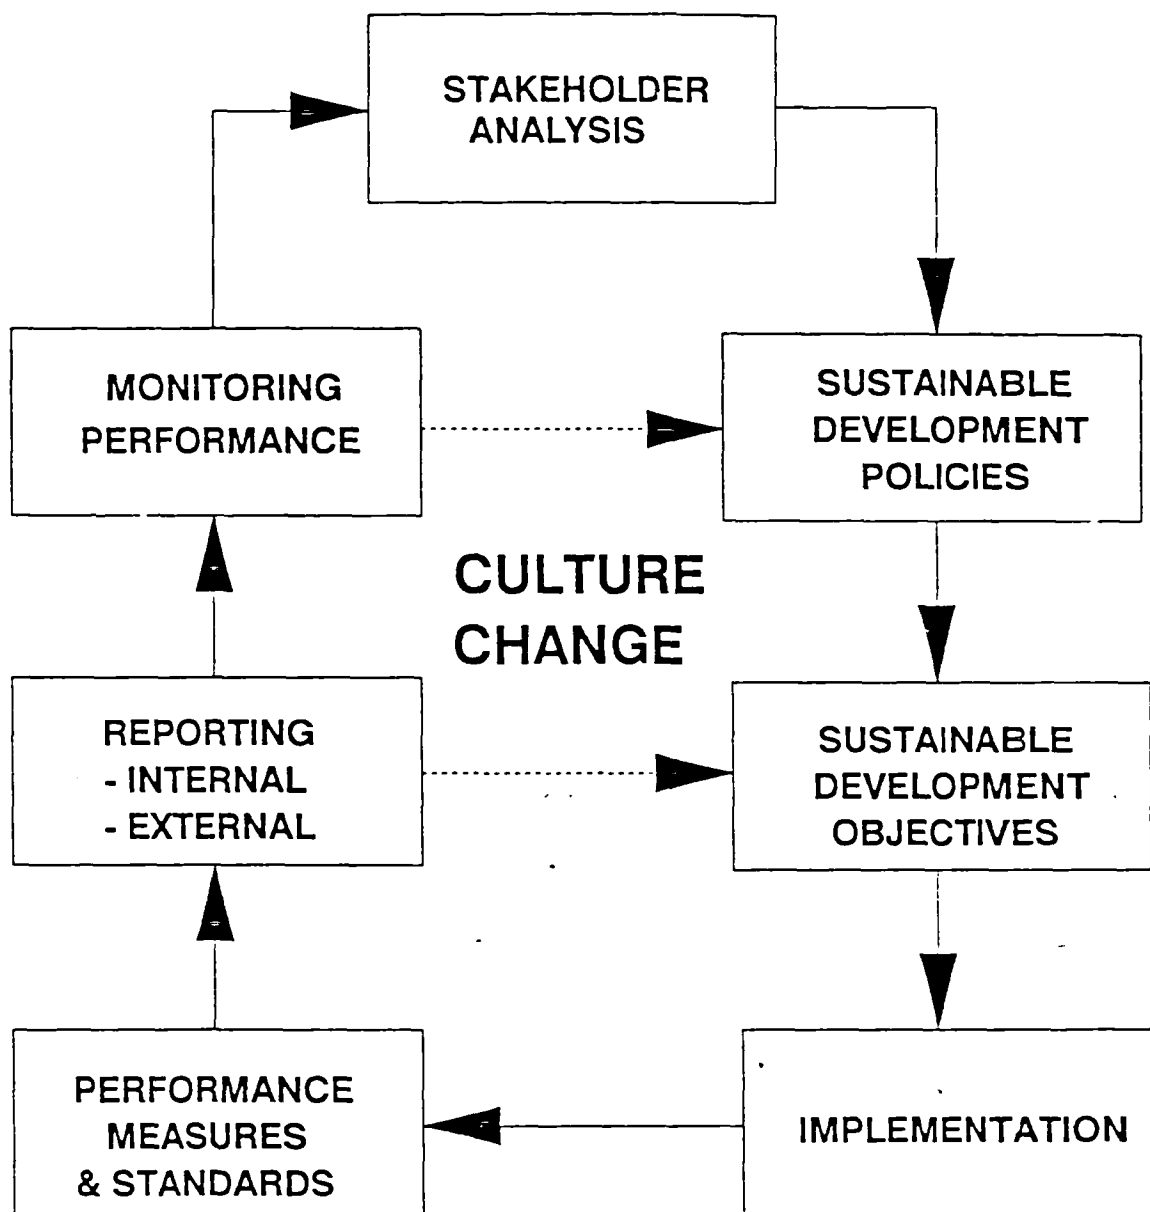 STAKEHOLDER
ANALYSIS
MONITORING
PERFORMANCE
SUSTAINABLE
DEVELOPMENT
POLICIES
CULTURE
CHANGE
REPORTING
- INTERNAL
- EXTERNAL
SUSTAINABLE
DEVELOPMENT
OBJECTIVES
PERFORMANCE
MEASURES
& STANDARDS
IMPLEMENTATION